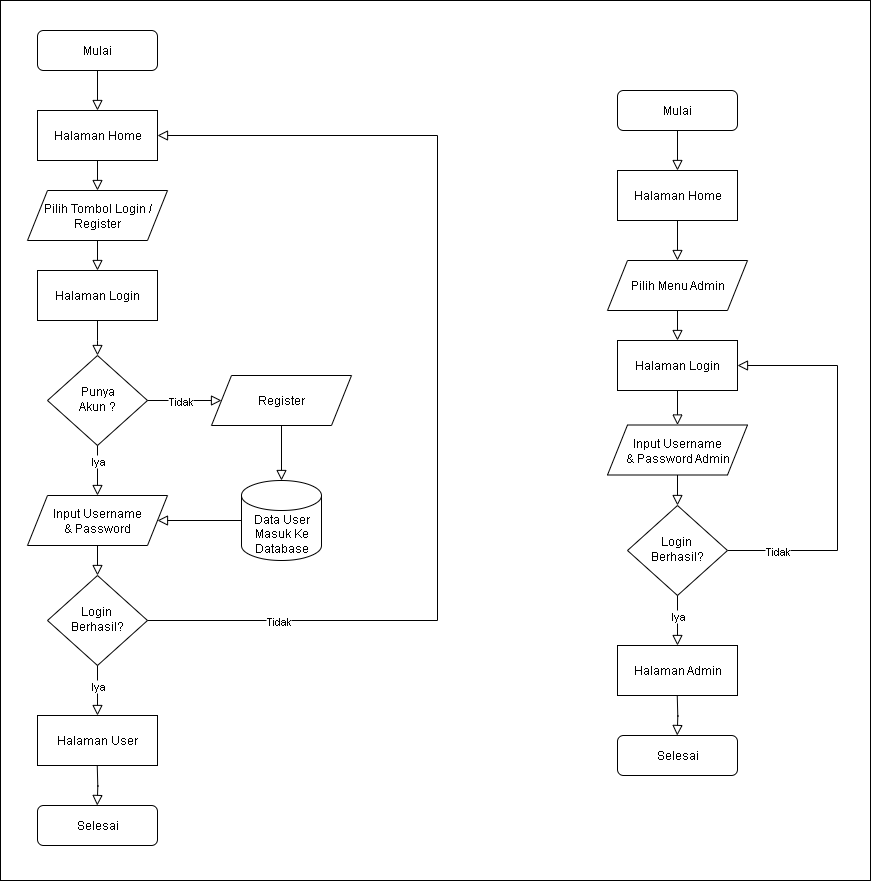 Mulai
Halaman Home
Pilih Tombol Login /
Register
Halaman Login
Punya
Akun ?
Tidak
Register
Iya
Data User
Masuk Ke
Database
Input Username
& Password
Login
Berhasil?
Tidak
Iya
Halaman User
Selesai
Mulai
Halaman Home
Pilih Menu Admin
Halaman Login
Input Username
& Password Admin
Login
Berhasil?
Tidak
Iya
Halaman Admin
Selesai